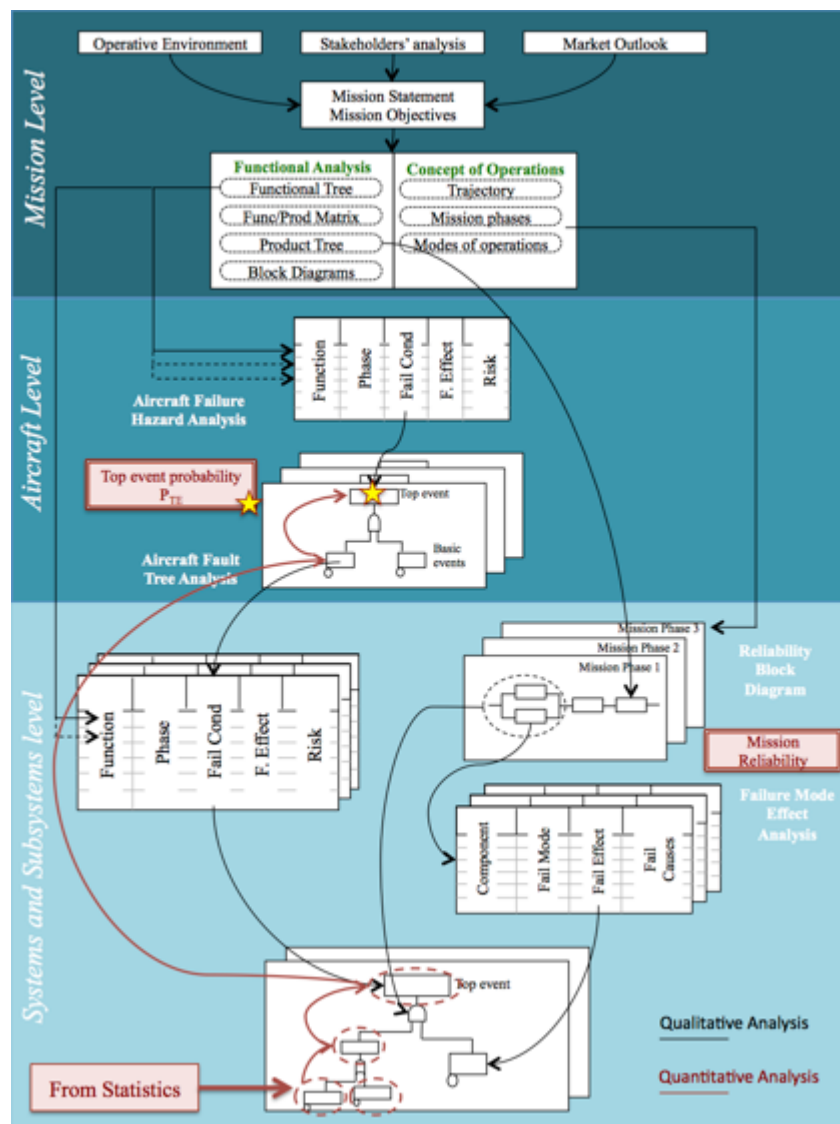 Mission Level
Operative Environment
Stakeholders' analysis
Market Outlook
Mission Statement
Mission Objectives
Functional Analysis
Functional Tree
Func/Prod Matrix
Product Tree
Block Diagrams
Concept of Operations
Trajectory
Mission phases
Modes of operations
Aircraft Level
Function
Phase
Fail Cond
F. Effect
Risk
Aircraft Failure
Hazard Analysis
Top event probability
PTE
Top event
Basic
events
Aircraft Fault
Tree Analysis
Systems and Subsystems level
Function
Phase
Fail Cond
F. Effect
Risk
Mission Phase 3
Mission Phase 2
Mission Phase 1
Reliability
Block
Diagram
Mission
Reliability
Failure Mode
Effect
Analysis
Component
Fail Mode
Fail Effect
Fail
Causes
Top event
From Statistics
Qualitative Analysis
Quantitative Analysis